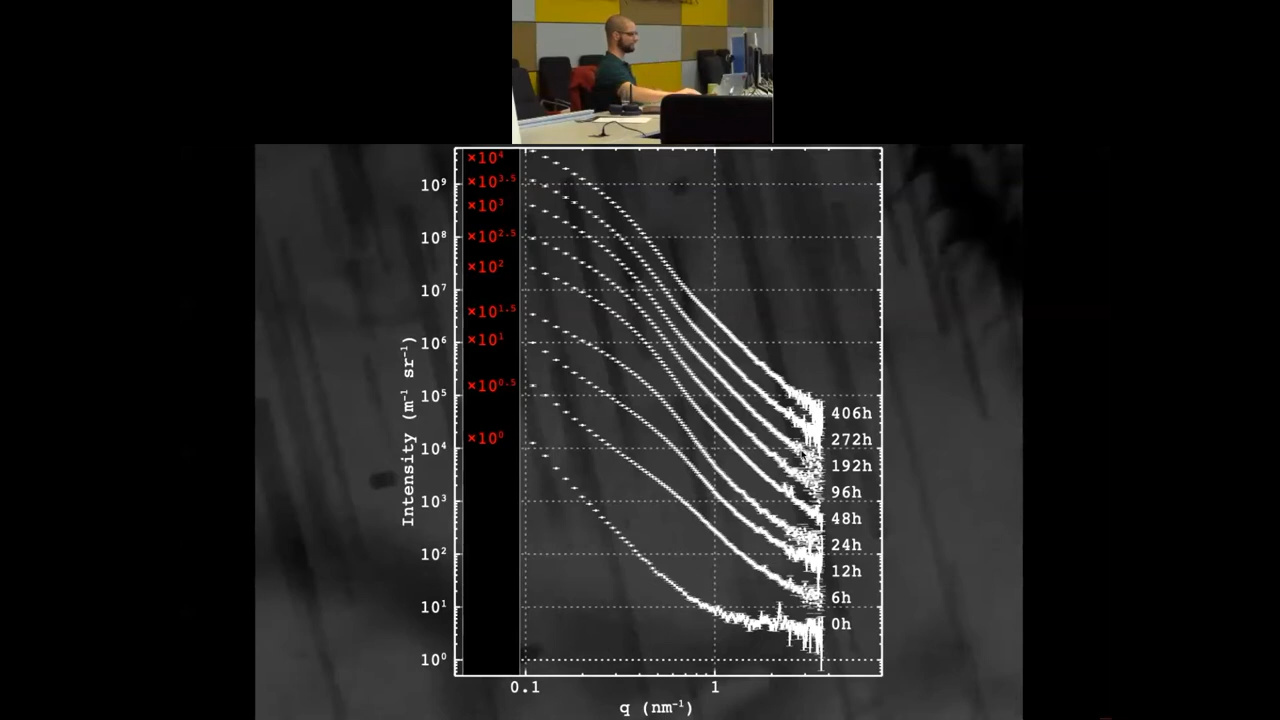 ×10⁴
×10³·⁵
×10³
×10²·⁵
×10²
×10¹·⁵
×10¹
×10⁰·⁵
×10⁰
10⁹
10⁸
10⁷
10⁶
10⁵
10⁴
10³
10²
10¹
10⁰
Intensity (m⁻¹ sr⁻¹)
406h
272h
192h
96h
48h
24h
12h
6h
0h
0.1 1
q (nm⁻¹)